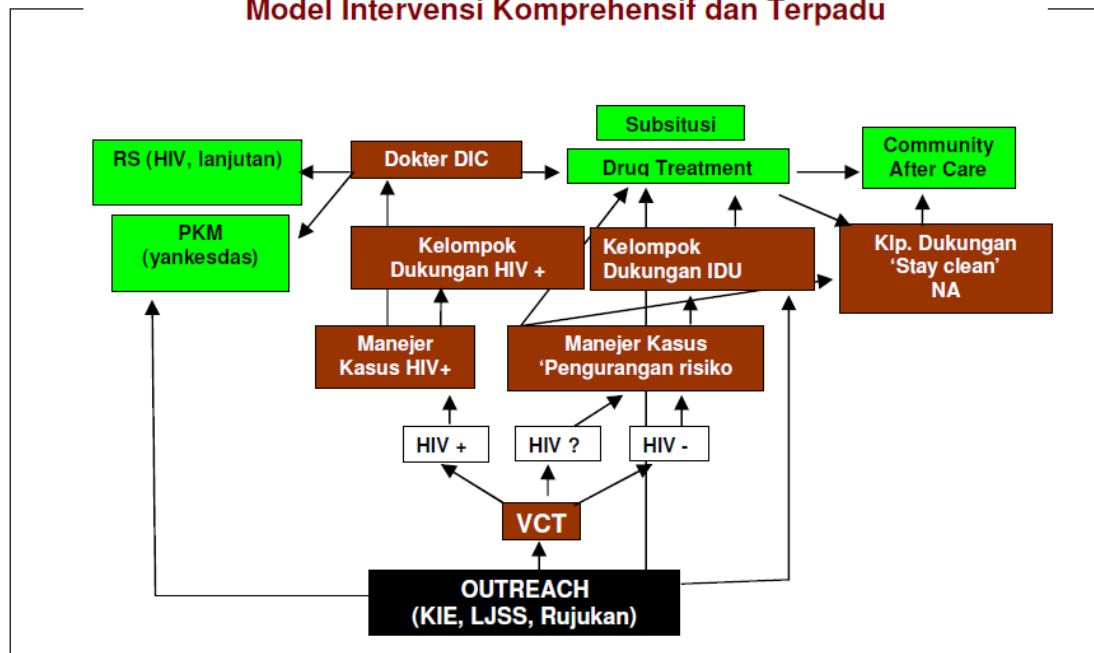 Model Intervensi Komprehensif dan Terpadu
Subsitusi
RS (HIV, lanjutan)
Dokter DIC
Drug Treatment
Community
After Care
PKM
(yankesdas)
Kelompok
Dukungan HIV +
Kelompok
Dukungan IDU
Klp. Dukungan
‘Stay clean’
NA
Manejer
Kasus HIV+
Manejer Kasus
‘Pengurangan risiko
HIV +
HIV ?
HIV -
VCT
OUTREACH
(KIE, LJSS, Rujukan)